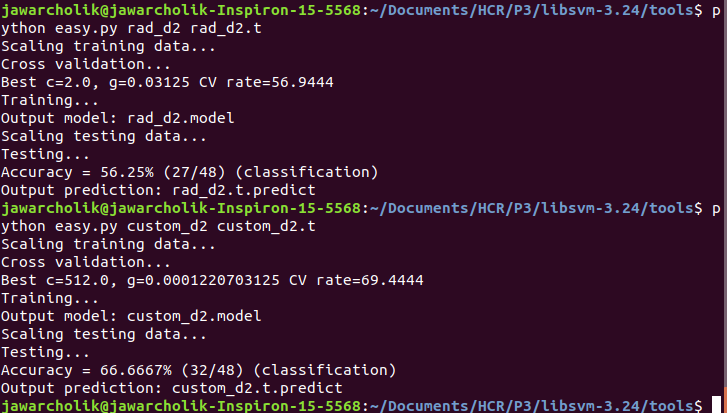 jawarcholik@jawarcholik-Inspiron-15-5568:~/Documents/HCR/P3/libsvm-3.24/tools$ p
ython easy.py rad_d2 rad_d2.t
Scaling training data...
Cross validation...
Best c=2.0, g=0.03125 CV rate=56.9444
Training...
Output model: rad_d2.model
Scaling testing data...
Testing...
Accuracy = 56.25% (27/48) (classification)
Output prediction: rad_d2.t.predict
jawarcholik@jawarcholik-Inspiron-15-5568:~/Documents/HCR/P3/libsvm-3.24/tools$ p
ython easy.py custom_d2 custom_d2.t
Scaling training data...
Cross validation...
Best c=512.0, g=0.0001220703125 CV rate=69.4444
Training...
Output model: custom_d2.model
Scaling testing data...
Testing...
Accuracy = 66.6667% (32/48) (classification)
Output prediction: custom_d2.t.predict
jawarcholik@jawarcholik-Inspiron-15-5568:~/Documents/HCR/P3/libsvm-3.24/tools$